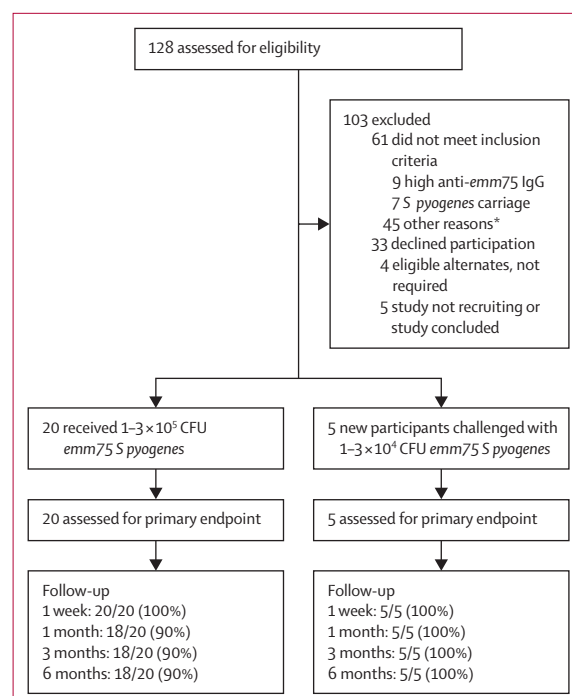 128 assessed for eligibility
103 excluded
61 did not meet inclusion
criteria
9 high anti-emm75 IgG
7 S pyogenes carriage
45 other reasons*
33 declined participation
4 eligible alternates, not
required
5 study not recruiting or
study concluded
20 received 1–3 × 10⁵ CFU
emm75 S pyogenes
5 new participants challenged with
1–3 × 10⁴ CFU emm75 S pyogenes
20 assessed for primary endpoint
5 assessed for primary endpoint
Follow-up
1 week: 20/20 (100%)
1 month: 18/20 (90%)
3 months: 18/20 (90%)
6 months: 18/20 (90%)
Follow-up
1 week: 5/5 (100%)
1 month: 5/5 (100%)
3 months: 5/5 (100%)
6 months: 5/5 (100%)